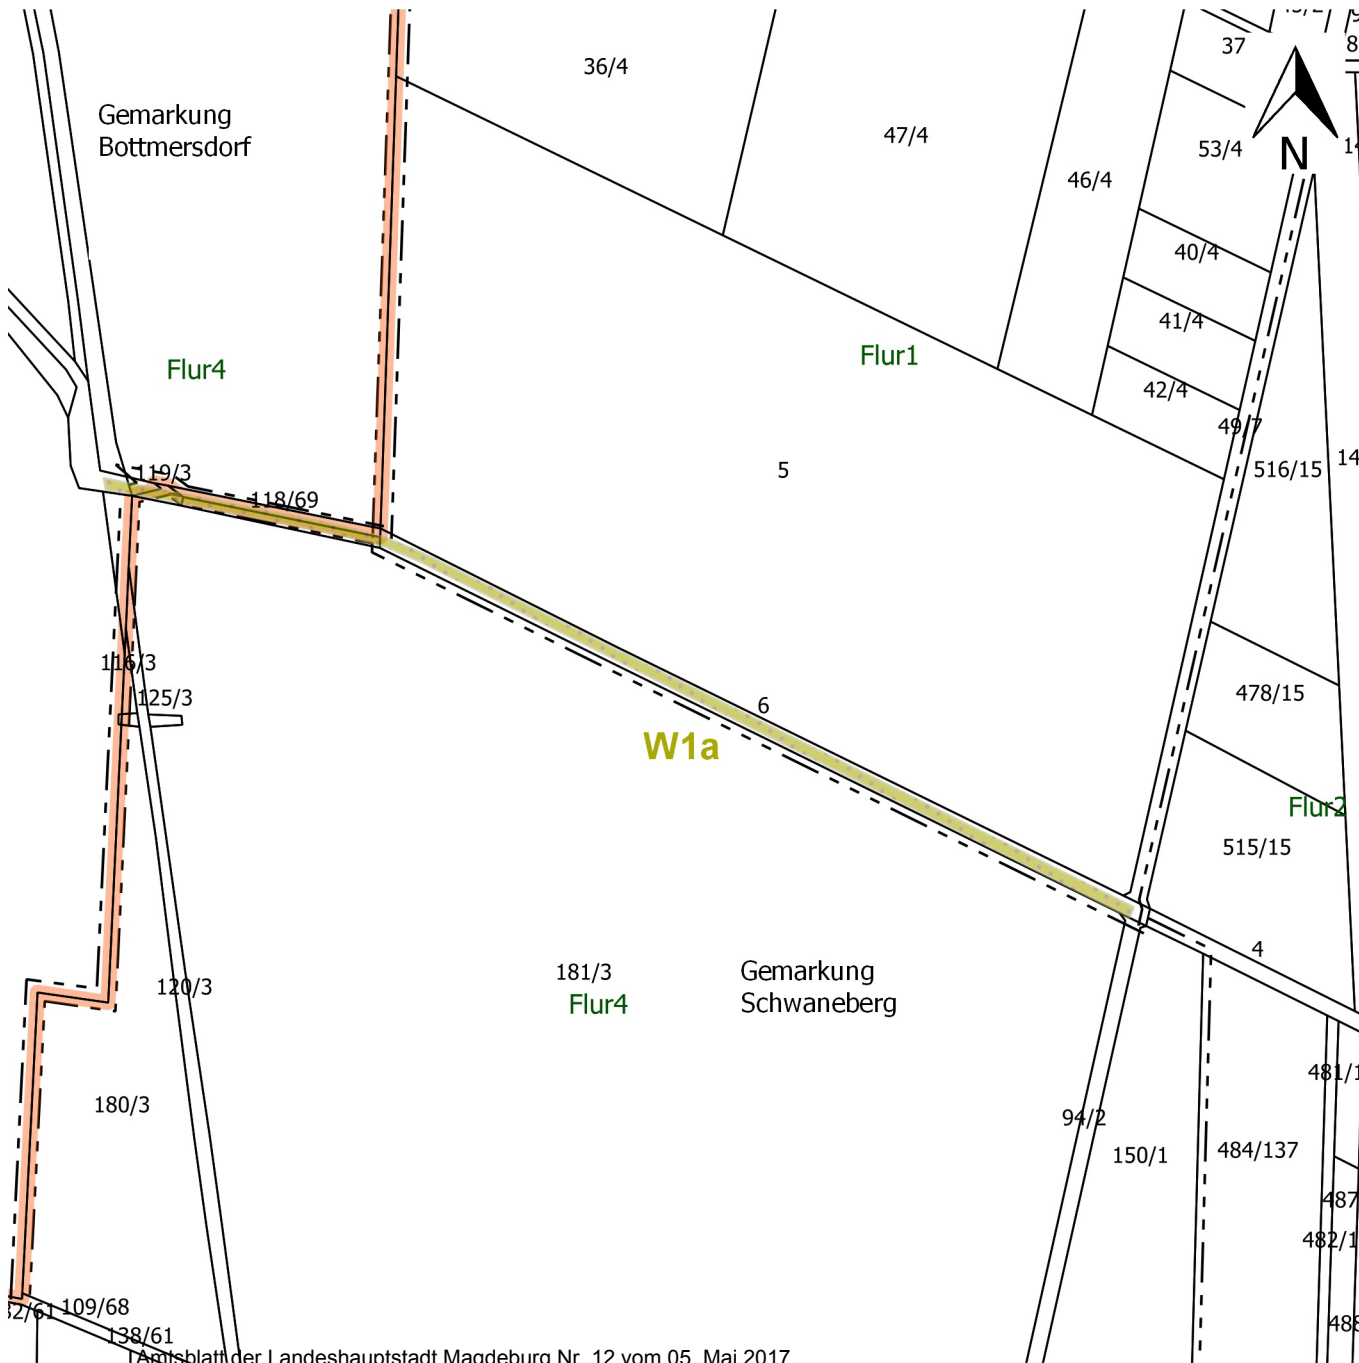 36/4
37
Gemarkung
Bottmersdorf
47/4
53/4
N
46/4
40/4
41/4
Flur4
Flur1
42/4
49/7
119/3
5
516/15
118/69
116/3
125/3
478/15
6
W1a
Flur2
515/15
4
181/3
Gemarkung
Flur4
Schwaneberg
120/3
180/3
94/2
150/1
484/137
109/68
138/61
Amtsblatt der Landeshauptstadt Magdeburg Nr. 12 vom 05. Mai 2017